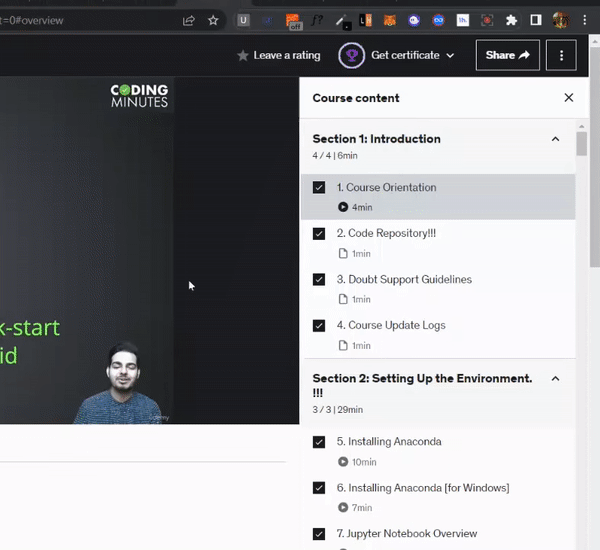 t=0#overview
off
Leave a rating
Get certificate
Share
CODING
MINUTES
Course content
Section 1: Introduction
4 / 4 | 6min
1. Course Orientation
4min
2. Code Repository!!!
1min
3. Doubt Support Guidelines
1min
4. Course Update Logs
1min
k-start
id
Udemy
Section 2: Setting Up the Environment.
!!!
3 / 3 | 29min
5. Installing Anaconda
10min
6. Installing Anaconda [for Windows]
7min
7. Jupyter Notebook Overview